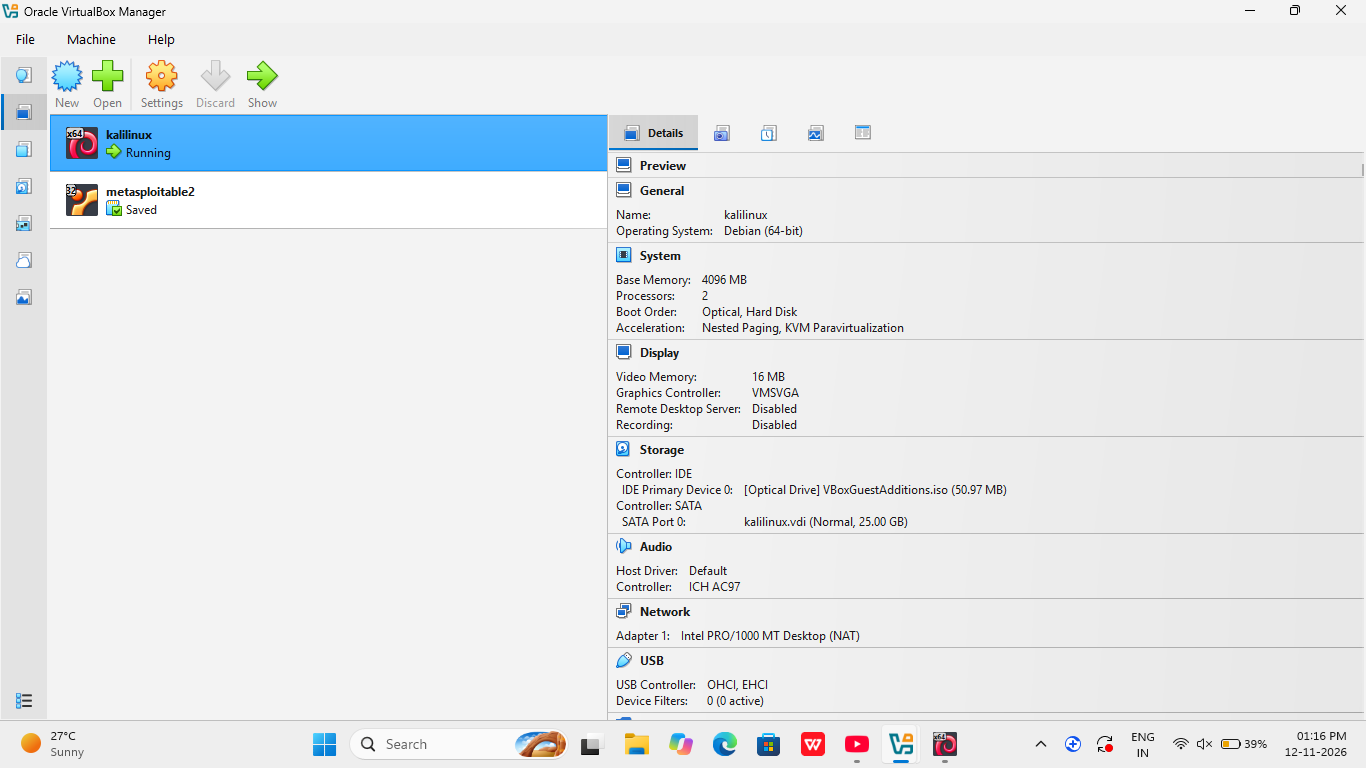 Oracle VirtualBox Manager
File Machine Help
New Open Settings Discard Show
x64
kalilinux
Running
32
metasploitable2
Saved
Details
Preview
General
Name: kalilinux
Operating System: Debian (64-bit)
System
Base Memory: 4096 MB
Processors: 2
Boot Order: Optical, Hard Disk
Acceleration: Nested Paging, KVM Paravirtualization
Display
Video Memory: 16 MB
Graphics Controller: VMSVGA
Remote Desktop Server: Disabled
Recording: Disabled
Storage
Controller: IDE
IDE Primary Device 0: [Optical Drive] VBoxGuestAdditions.iso (50.97 MB)
Controller: SATA
SATA Port 0: kalilinux.vdi (Normal, 25.00 GB)
Audio
Host Driver: Default
Controller: ICH AC97
Network
Adapter 1: Intel PRO/1000 MT Desktop (NAT)
USB
USB Controller: OHCI, EHCI
Device Filters: 0 (0 active)
27°C
Sunny
Search
W
x64
ENG
IN
39%
01:16 PM
12-11-2026